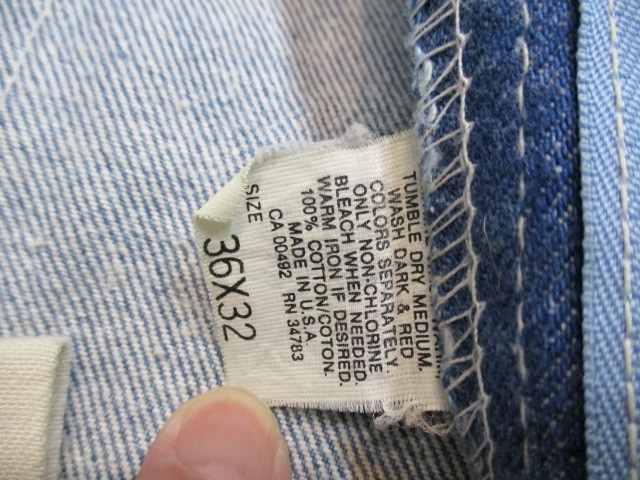 TUMBLE DRY MEDIUM.
WASH DARK & RED
COLORS SEPARATELY.
ONLY NON-CHLORINE
BLEACH WHEN NEEDED.
WARM IRON IF DESIRED.
100% COTTON/COTON.
MADE IN U.S.A
CA 00492 RN 34783
SIZE 36X32